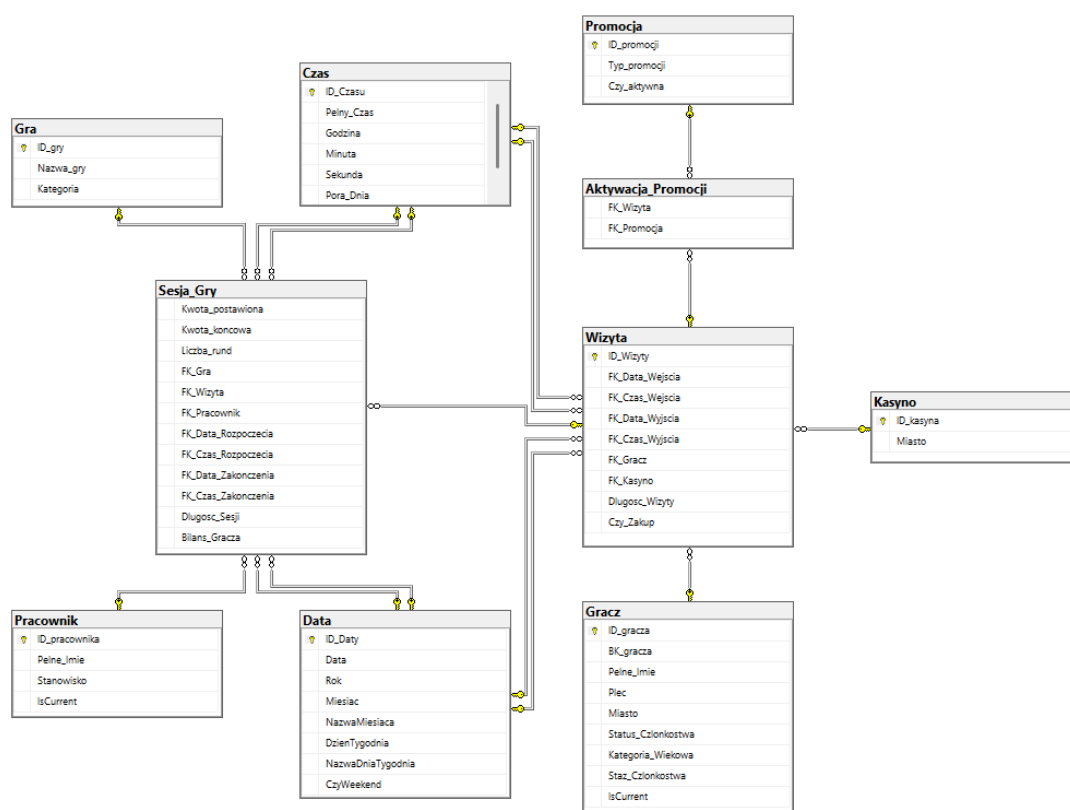 Promocja
ID_promocji
Typ_promocji
Czy_aktywna
Czas
ID_Czasu
Pelny_Czas
Godzina
Minuta
Sekunda
Pora_Dnia
Gra
ID_gry
Nazwa_gry
Kategoria
Aktywacja_Promocji
FK_Wizyta
FK_Promocja
Sesja_Gry
Kwota_postawiona
Kwota_koncowa
Liczba_rund
FK_Gra
FK_Wizyta
FK_Pracownik
FK_Data_Rozpoczecia
FK_Czas_Rozpoczecia
FK_Data_Zakonczenia
FK_Czas_Zakonczenia
Dlugosc_Sesji
Bilans_Gracza
Wizyta
ID_Wizyty
FK_Data_Wejscia
FK_Czas_Wejscia
FK_Data_Wyjscia
FK_Czas_Wyjscia
FK_Gracz
FK_Kasyno
Dlugosc_Wizyty
Czy_Zakup
Kasyno
ID_kasyna
Miasto
Pracownik
ID_pracownika
Pelne_Imie
Stanowisko
IsCurrent
Data
ID_Daty
Data
Rok
Miesiac
NazwaMiesiaca
DzienTygodnia
NazwaDniaTygodnia
CzyWeekend
Gracz
ID_gracza
BK_gracza
Pelne_Imie
Plec
Miasto
Status_Czlonkostwa
Kategoria_Wiekowa
Staz_Czlonkostwa
IsCurrent